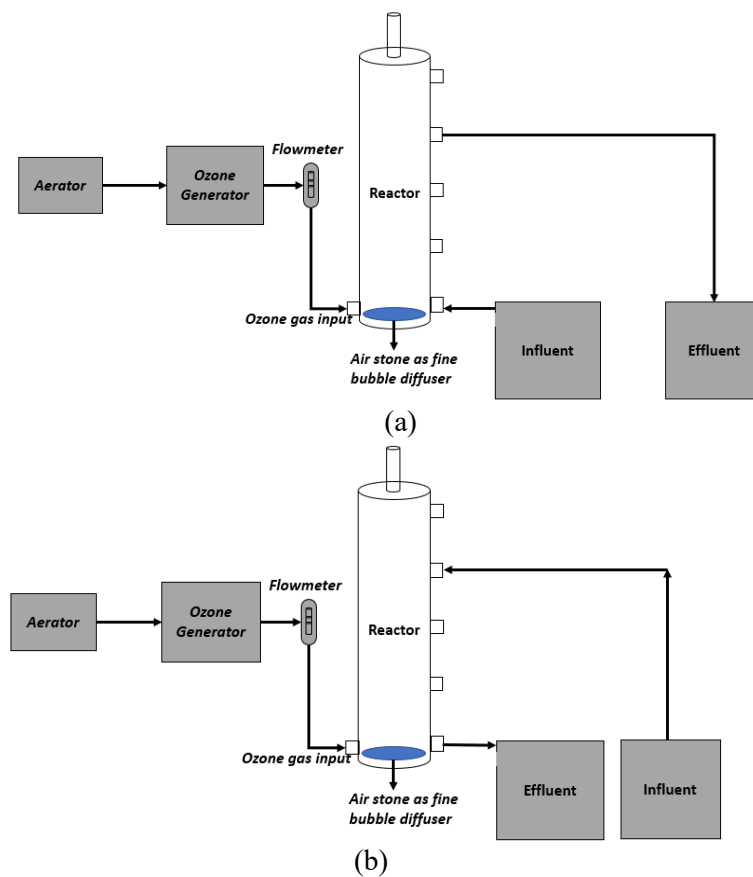 Flowmeter
Aerator
Ozone
Generator
Reactor
Ozone gas input
Air stone as fine
bubble diffuser
Influent
Effluent
(a)
Flowmeter
Aerator
Ozone
Generator
Reactor
Ozone gas input
Air stone as fine
bubble diffuser
Effluent
Influent
(b)